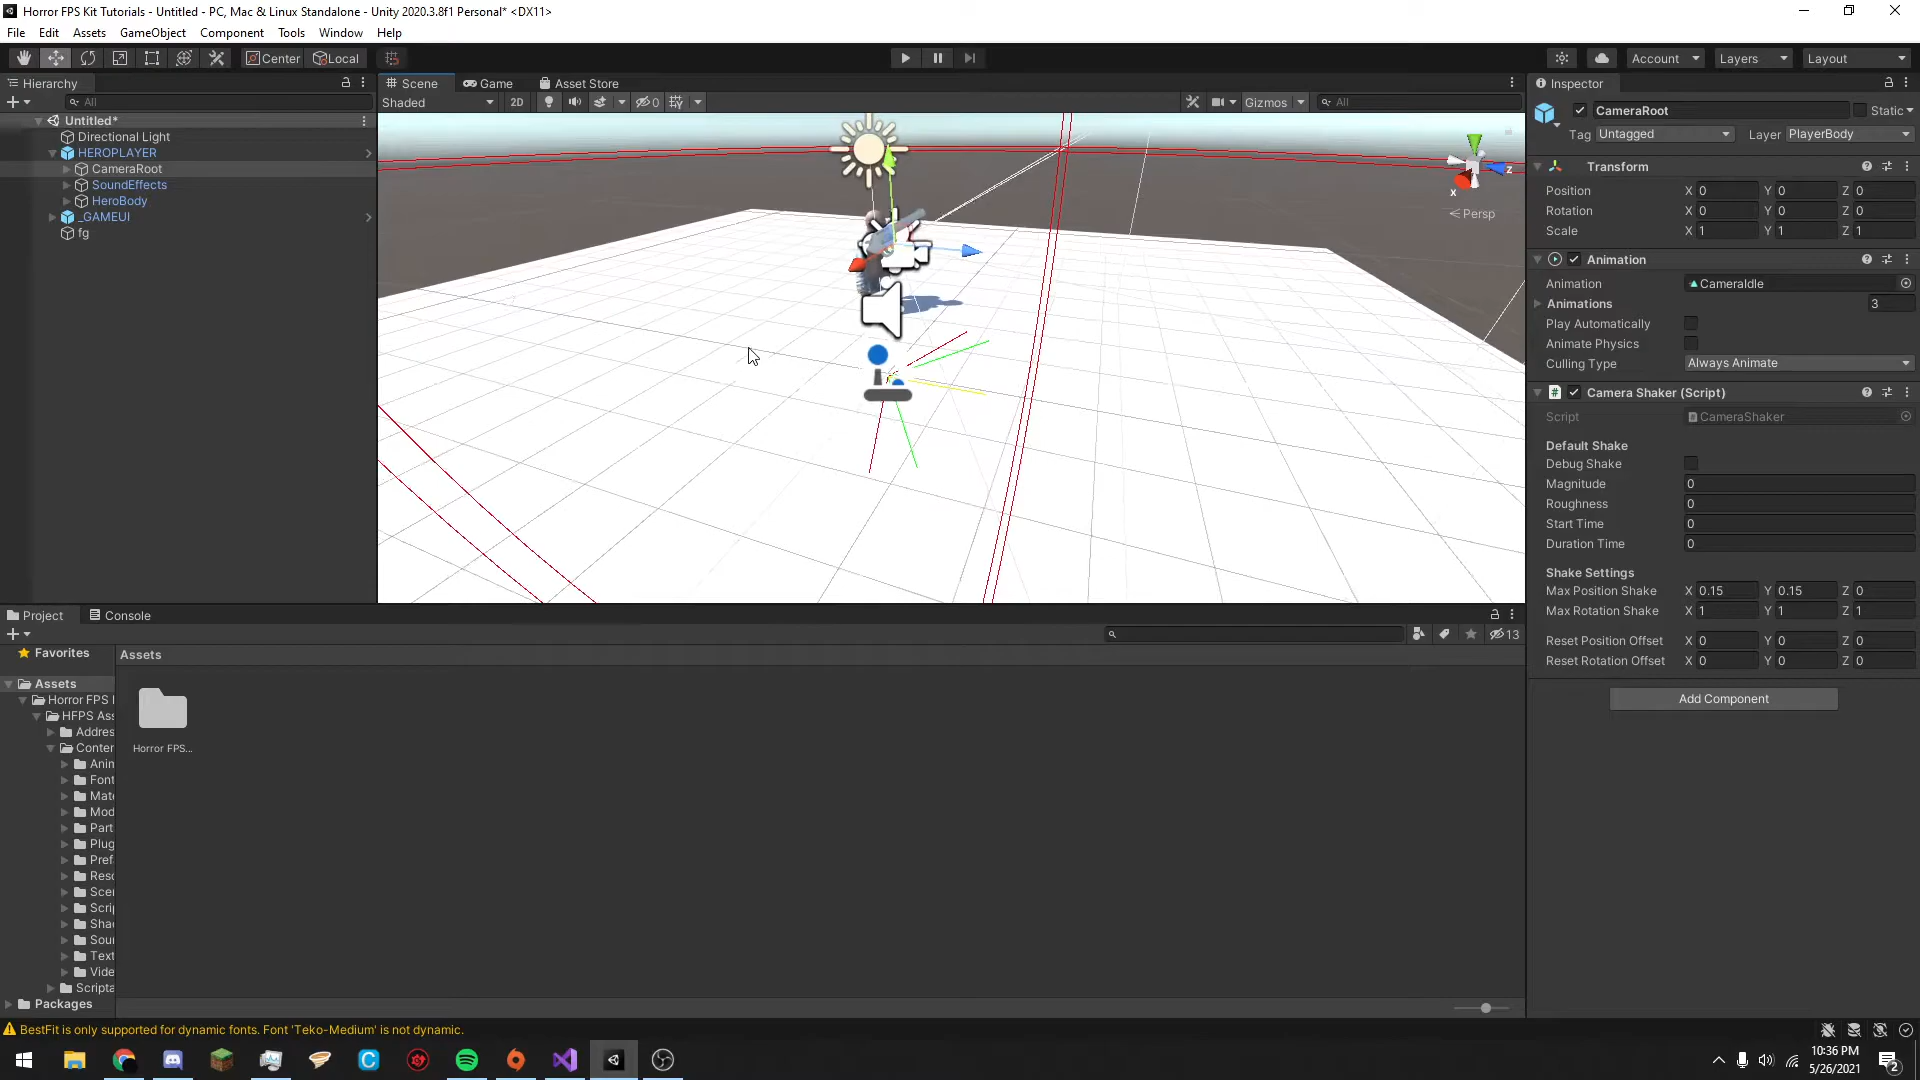 Horror FPS Kit Tutorials - Untitled - PC, Mac & Linux Standalone - Unity 2020.3.8f1 Personal* <DX11>
File Edit Assets GameObject Component Tools Window Help
Center Local Account Layers Layout
Hierarchy
All
Untitled*
Directional Light
HEROPLAYER
CameraRoot
SoundEffects
HeroBody
_GAMEUI
fg
Scene Game Asset Store
Shaded 2D 0 Gizmos All
x z
Persp
Inspector
CameraRoot Static
Tag Untagged Layer PlayerBody
Transform
Position X 0 Y 0 Z 0
Rotation X 0 Y 0 Z 0
Scale X 1 Y 1 Z 1
Animation
Animation CameraIdle
Animations 3
Play Automatically
Animate Physics
Culling Type Always Animate
Camera Shaker (Script)
Script CameraShaker
Default Shake
Debug Shake
Magnitude 0
Roughness 0
Start Time 0
Duration Time 0
Shake Settings
Max Position Shake X 0.15 Y 0.15 Z 0
Max Rotation Shake X 1 Y 1 Z 1
Reset Position Offset X 0 Y 0 Z 0
Reset Rotation Offset X 0 Y 0 Z 0
Add Component
Project Console
13
Favorites
Assets
Horror FPS
HFPS Ass
Addres
Conter
Anin
Font
Mate
Mod
Part
Plug
Pref
Reso
Scer
Scrip
Shad
Sour
Text
Vide
Scripta
Packages
Assets
Horror FPS...
BestFit is only supported for dynamic fonts. Font 'Teko-Medium' is not dynamic.
10:36 PM
5/26/2021
2